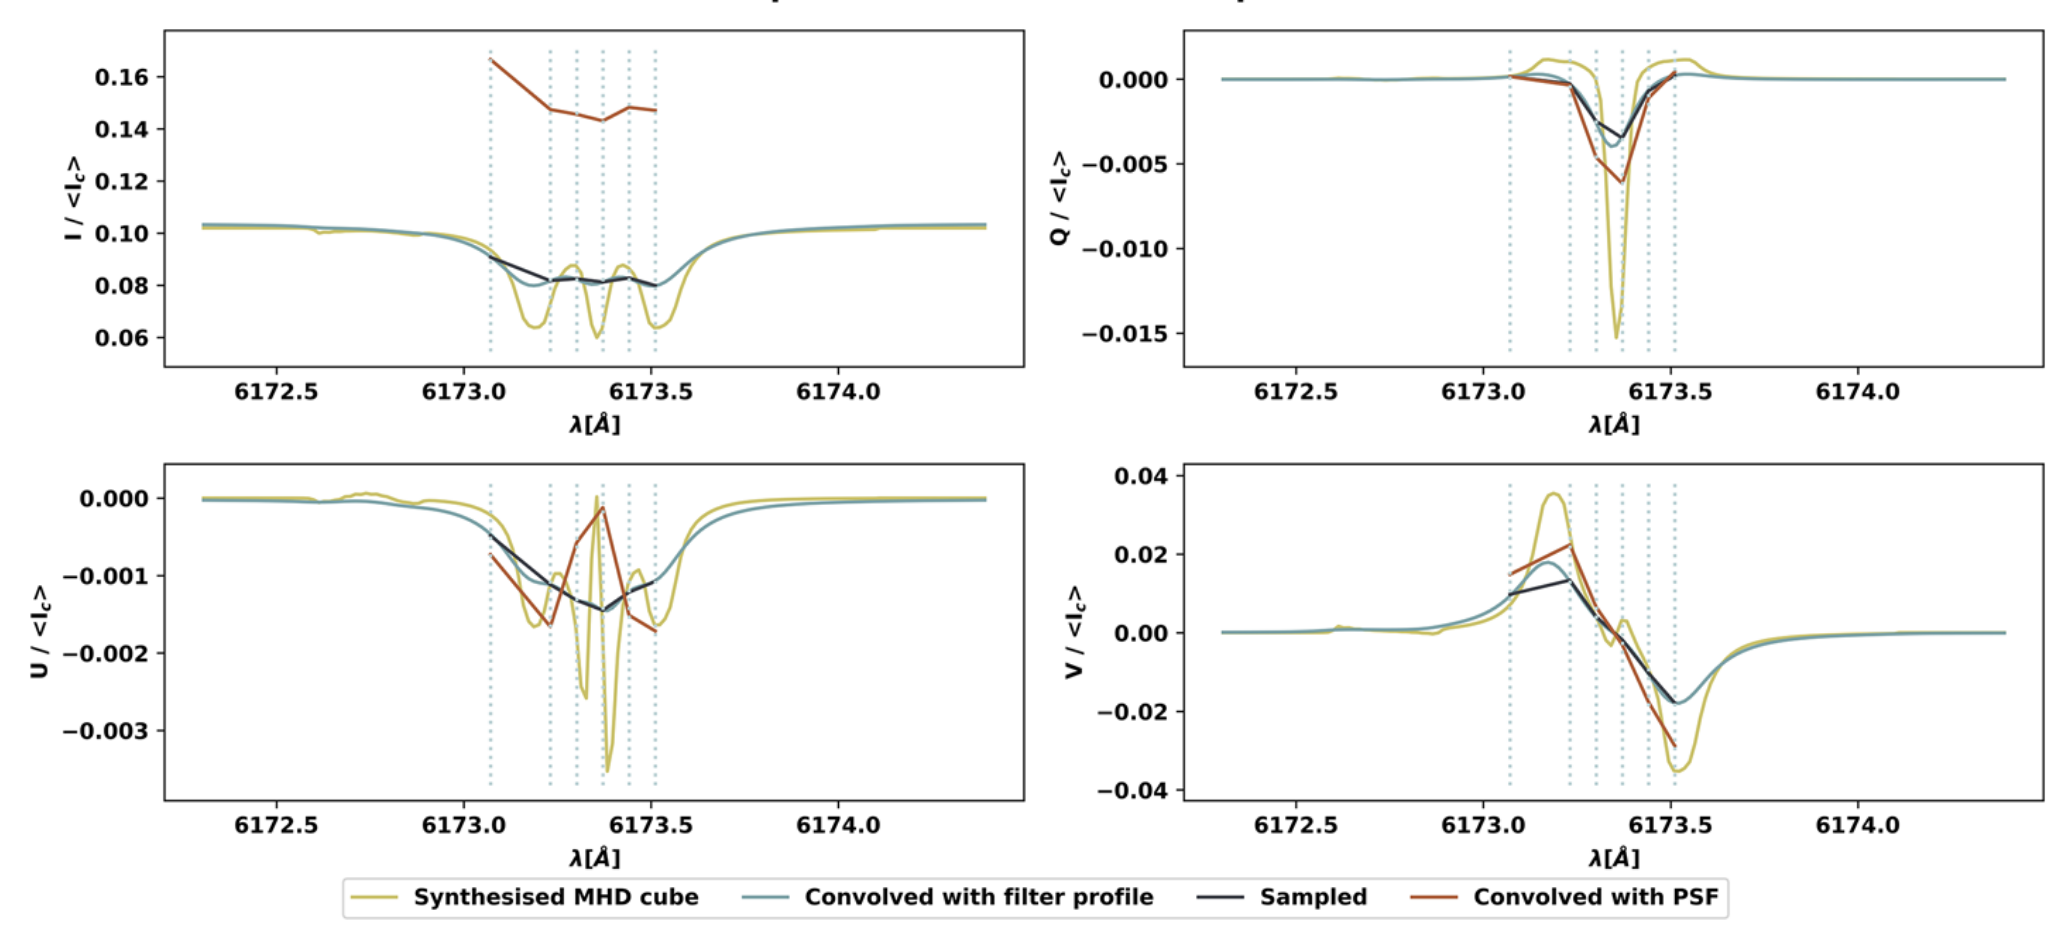 0.16
0.14
0.12
0.10
0.08
0.06
I / <I_c>
6172.5 6173.0 6173.5 6174.0
λ[Å]
0.000
−0.005
−0.010
−0.015
Q / <I_c>
6172.5 6173.0 6173.5 6174.0
λ[Å]
0.000
−0.001
−0.002
−0.003
U / <I_c>
6172.5 6173.0 6173.5 6174.0
λ[Å]
0.04
0.02
0.00
−0.02
−0.04
V / <I_c>
6172.5 6173.0 6173.5 6174.0
λ[Å]
Synthesised MHD cube Convolved with filter profile Sampled Convolved with PSF